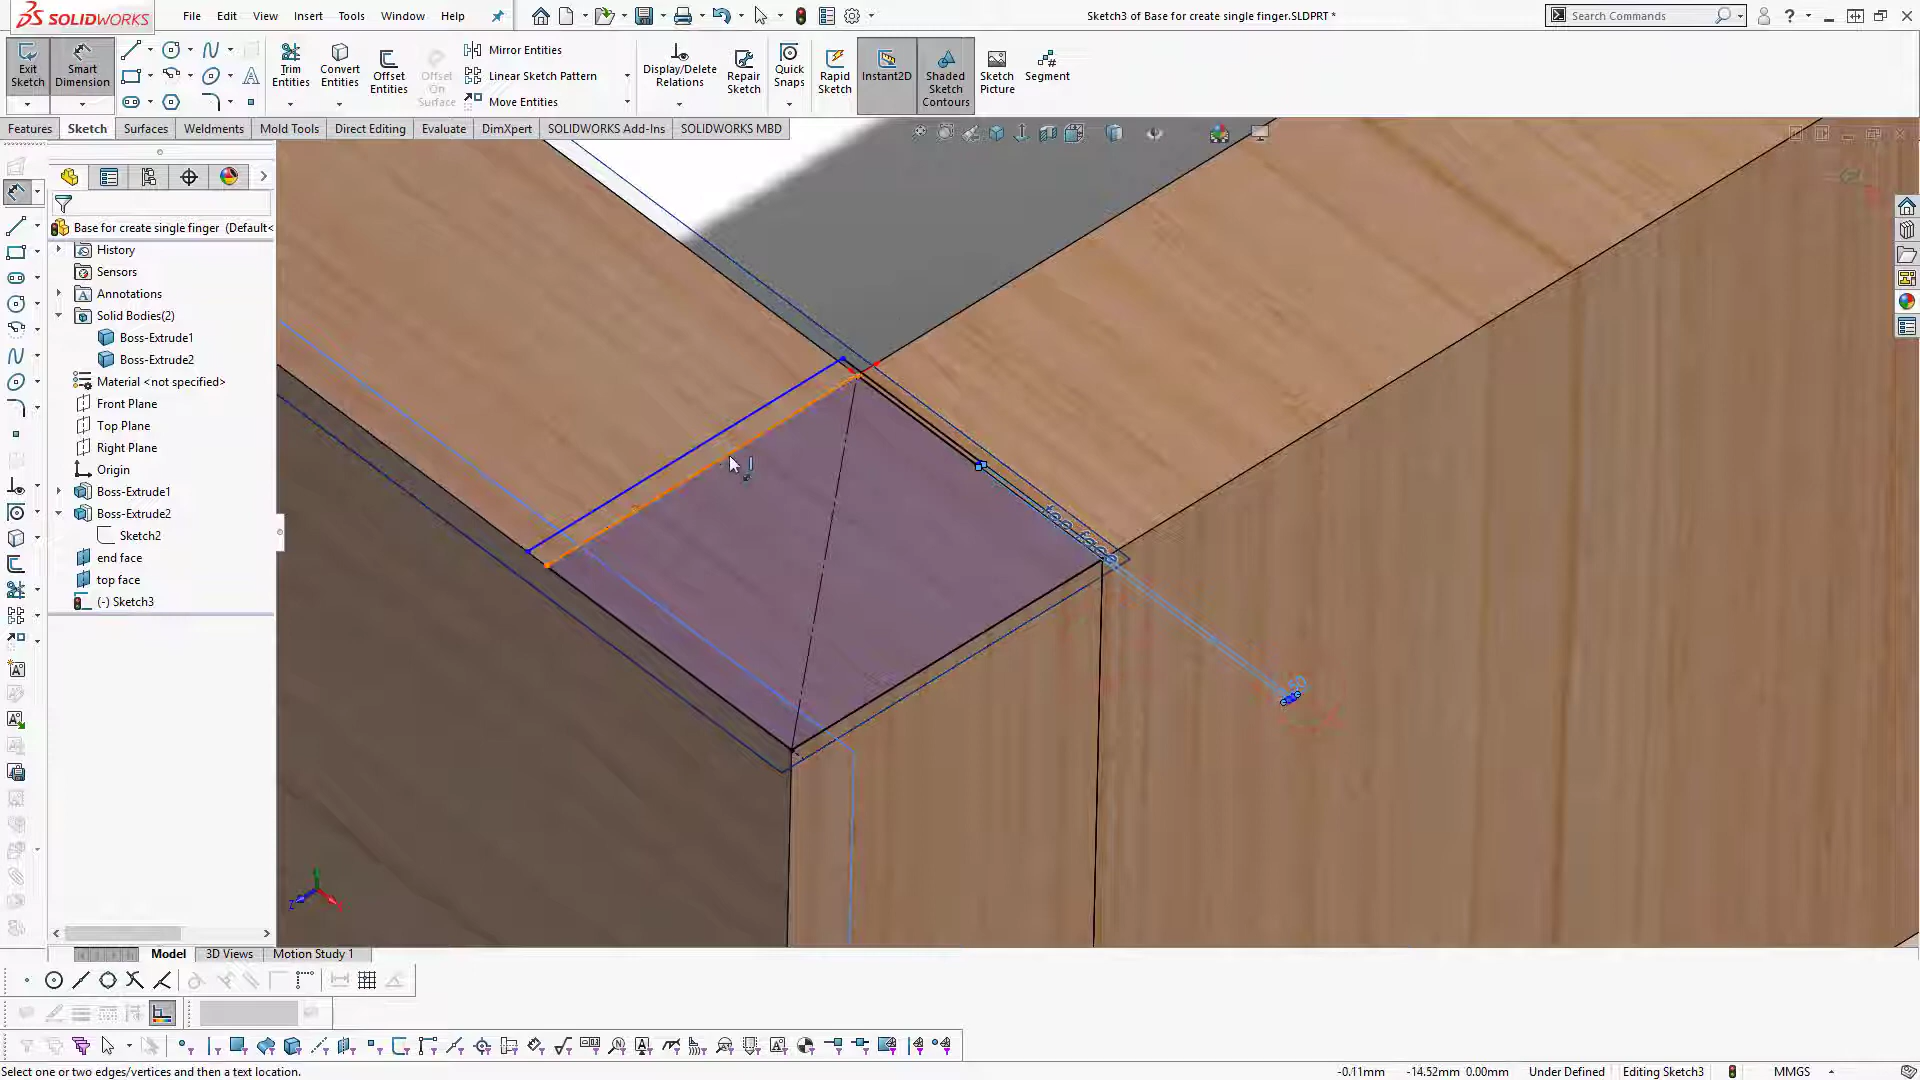 SOLIDWORKS
File Edit View Insert Tools Window Help
Sketch3 of Base for create single finger.SLDPRT *
Search Commands
Exit Sketch
Smart Dimension
Trim Entities
Convert Entities
Offset Entities
Offset On Surface
Mirror Entities
Linear Sketch Pattern
Move Entities
Display/Delete Relations
Repair Sketch
Quick Snaps
Rapid Sketch
Instant2D
Shaded Sketch Contours
Sketch Picture
Segment
Features Sketch Surfaces Weldments Mold Tools Direct Editing Evaluate DimXpert SOLIDWORKS Add-Ins SOLIDWORKS MBD
Base for create single finger (Default<
History
Sensors
Annotations
Solid Bodies(2)
Boss-Extrude1
Boss-Extrude2
Material <not specified>
Front Plane
Top Plane
Right Plane
Origin
Boss-Extrude1
Boss-Extrude2
Sketch2
end face
top face
(-) Sketch3
top face
Model 3D Views Motion Study 1
Select one or two edges/vertices and then a text location.
-0.11mm -14.52mm 0.00mm Under Defined Editing Sketch3 MMGS